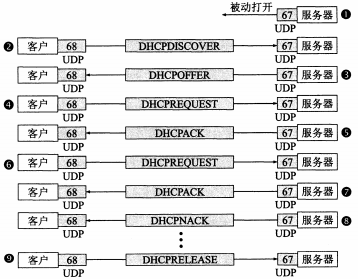 被动打开 67 服务器 ❶
UDP
❷ 客户 68 DHCPDISCOVER 67 服务器
UDP UDP
客户 68 DHCPOFFER 67 服务器 ❸
UDP UDP
❹ 客户 68 DHCPREQUEST 67 服务器
UDP UDP
客户 68 DHCPACK 67 服务器 ❺
UDP UDP
❻ 客户 68 DHCPREQUEST 67 服务器
UDP UDP
客户 68 DHCPACK 67 服务器 ❼
UDP UDP
客户 68 DHCPNACK 67 服务器 ❽
UDP UDP
❾ 客户 68 DHCPRELEASE 67 服务器
UDP UDP